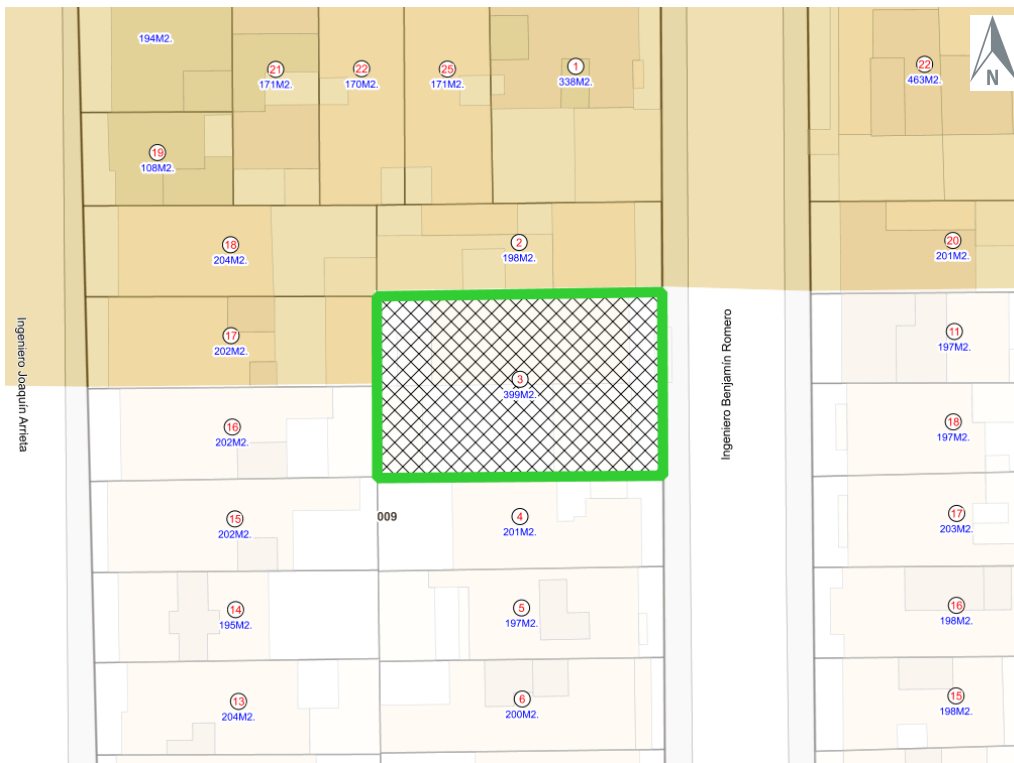 194M2.
21
171M2.
22
170M2.
25
171M2.
1
338M2.
22
463M2.
N
19
108M2.
18
204M2.
2
198M2.
20
201M2.
17
202M2.
Ingeniero Joaquín Arrieta
3
399M2.
Ingeniero Benjamín Romero
11
197M2.
16
202M2.
18
197M2.
15
202M2.
009
4
201M2.
17
203M2.
14
195M2.
5
197M2.
16
198M2.
13
204M2.
6
200M2.
15
198M2.